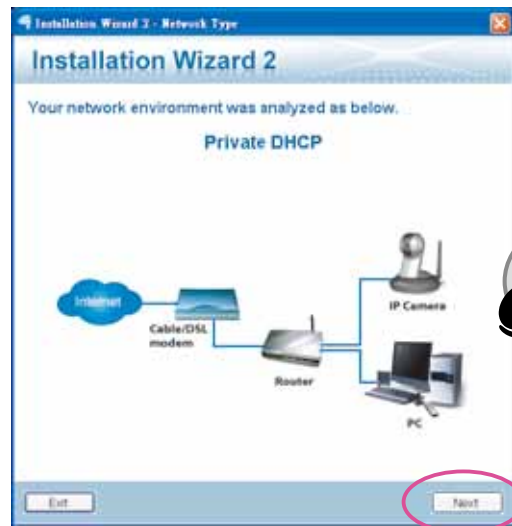 Installation Wizard 2 - Network Type
Installation Wizard 2
Your network environment was analyzed as below.
Private DHCP
Internet
Cable/DSL
modem
Router
IP Camera
PC
Exit
Next